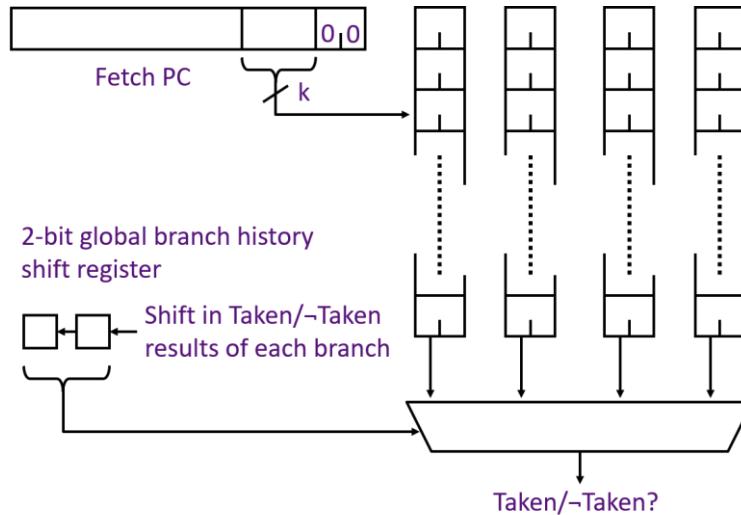 0 0
Fetch PC
k
2-bit global branch history
shift register
Shift in Taken/¬Taken
results of each branch
Taken/¬Taken?